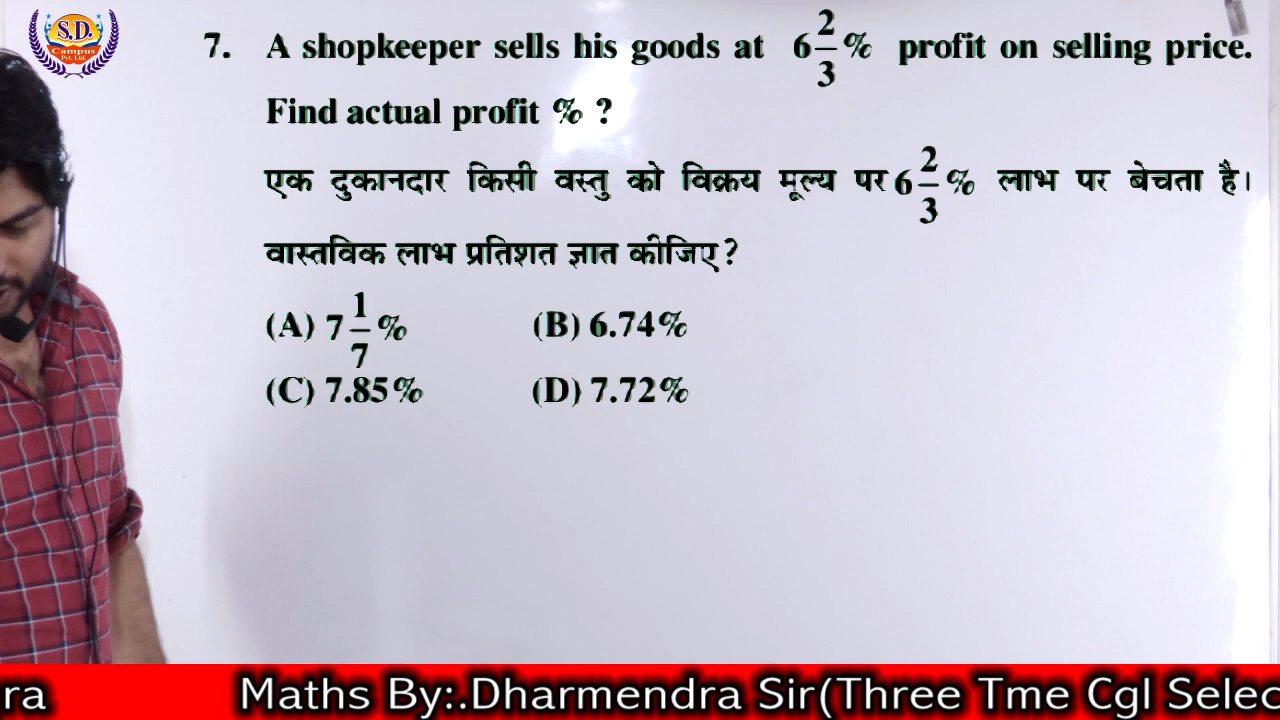 S.D.
Campus
Pvt. Ltd.
7. A shopkeeper sells his goods at 6 2/3 % profit on selling price.
Find actual profit % ?
एक दुकानदार किसी वस्तु को विक्रय मूल्य पर 6 2/3 % लाभ पर बेचता है।
वास्तविक लाभ प्रतिशत ज्ञात कीजिए?
(A) 7 1/7 % (B) 6.74%
(C) 7.85% (D) 7.72%
ra Maths By:.Dharmendra Sir(Three Tme Cgl Selec